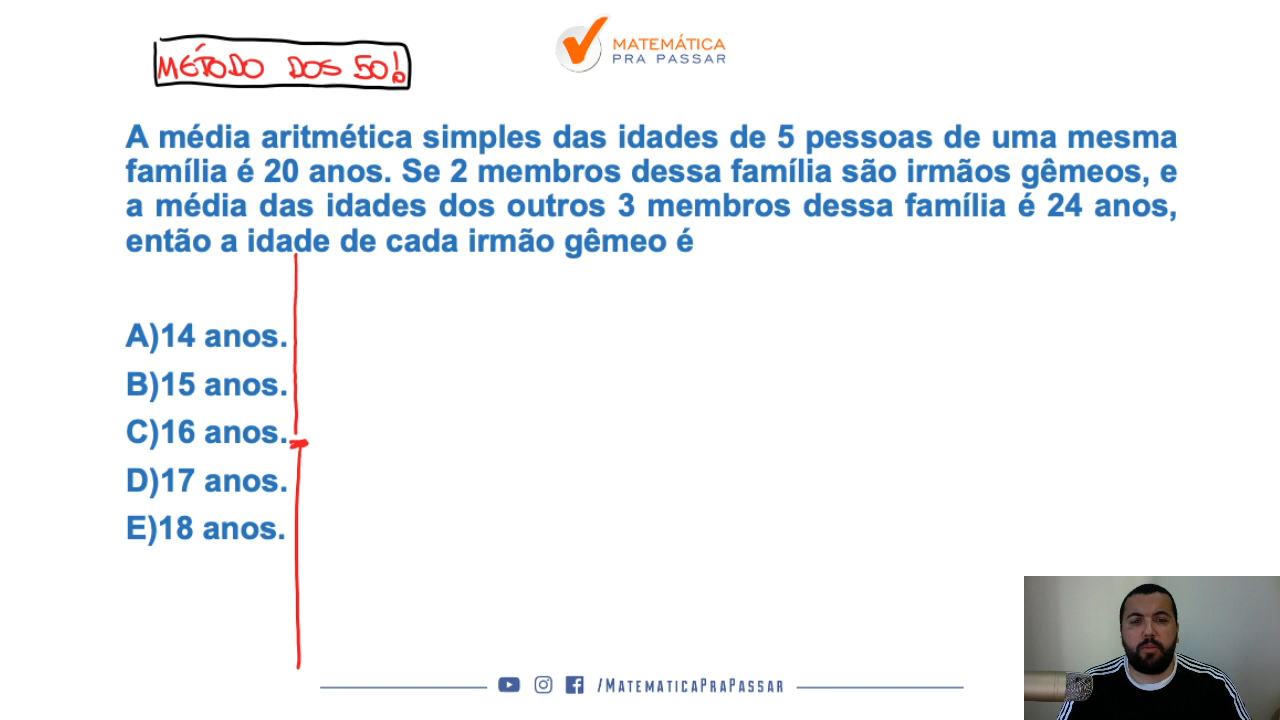 MÉTODO DOS 50!
MATEMÁTICA
PRA PASSAR
A média aritmética simples das idades de 5 pessoas de uma mesma
família é 20 anos. Se 2 membros dessa família são irmãos gêmeos, e
a média das idades dos outros 3 membros dessa família é 24 anos,
então a idade de cada irmão gêmeo é
A)14 anos.
B)15 anos.
C)16 anos.
D)17 anos.
E)18 anos.
/MATEMATICAPRAPASSAR